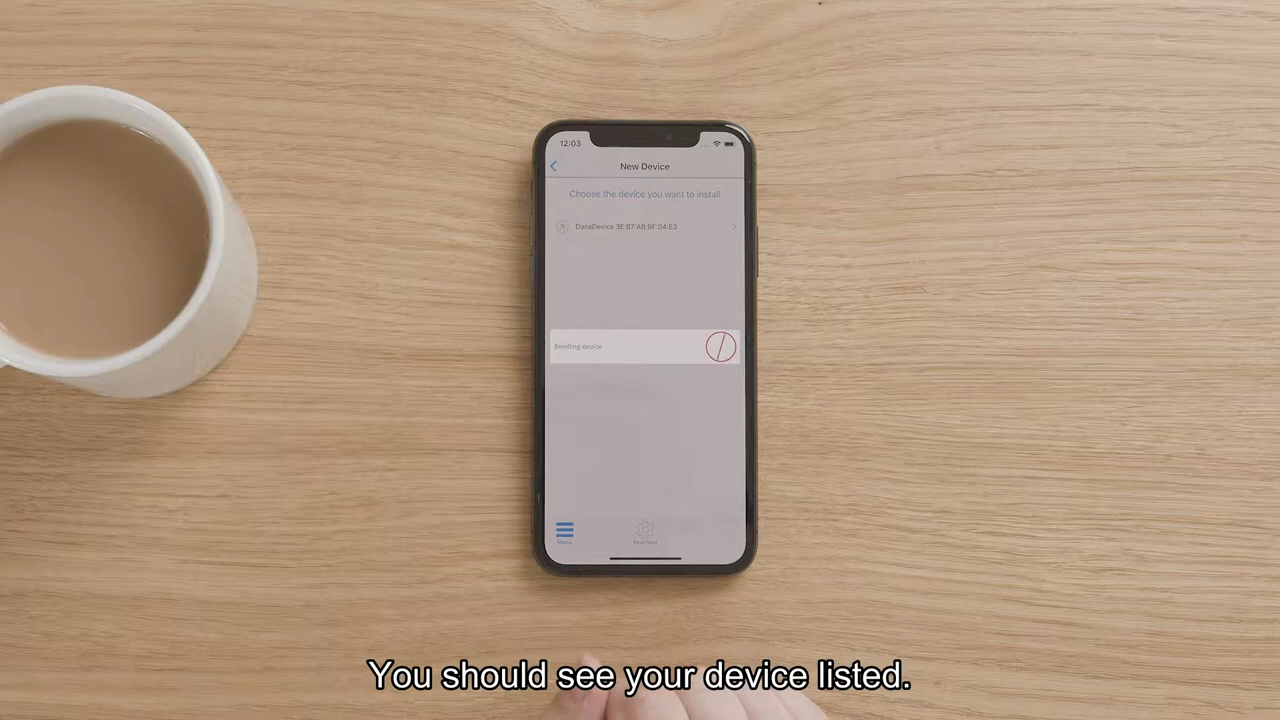 12:03
New Device
Choose the device you want to install
DanaDevice 3E:B7:AB:BF:04:E3
Enrolling device
Menu
You should see your device listed.